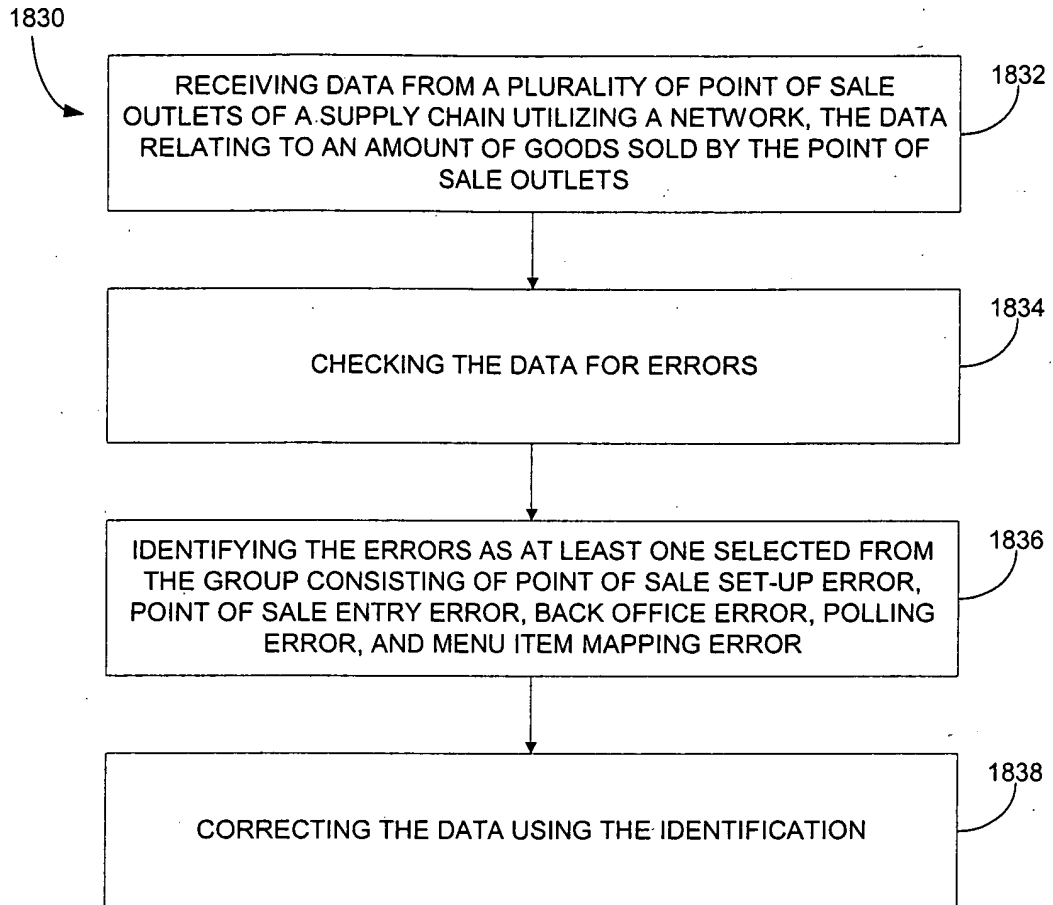 1830
RECEIVING DATA FROM A PLURALITY OF POINT OF SALE
OUTLETS OF A SUPPLY CHAIN UTILIZING A NETWORK, THE DATA
RELATING TO AN AMOUNT OF GOODS SOLD BY THE POINT OF
SALE OUTLETS
1832
CHECKING THE DATA FOR ERRORS
1834
IDENTIFYING THE ERRORS AS AT LEAST ONE SELECTED FROM
THE GROUP CONSISTING OF POINT OF SALE SET-UP ERROR,
POINT OF SALE ENTRY ERROR, BACK OFFICE ERROR, POLLING
ERROR, AND MENU ITEM MAPPING ERROR
1836
CORRECTING THE DATA USING THE IDENTIFICATION
1838